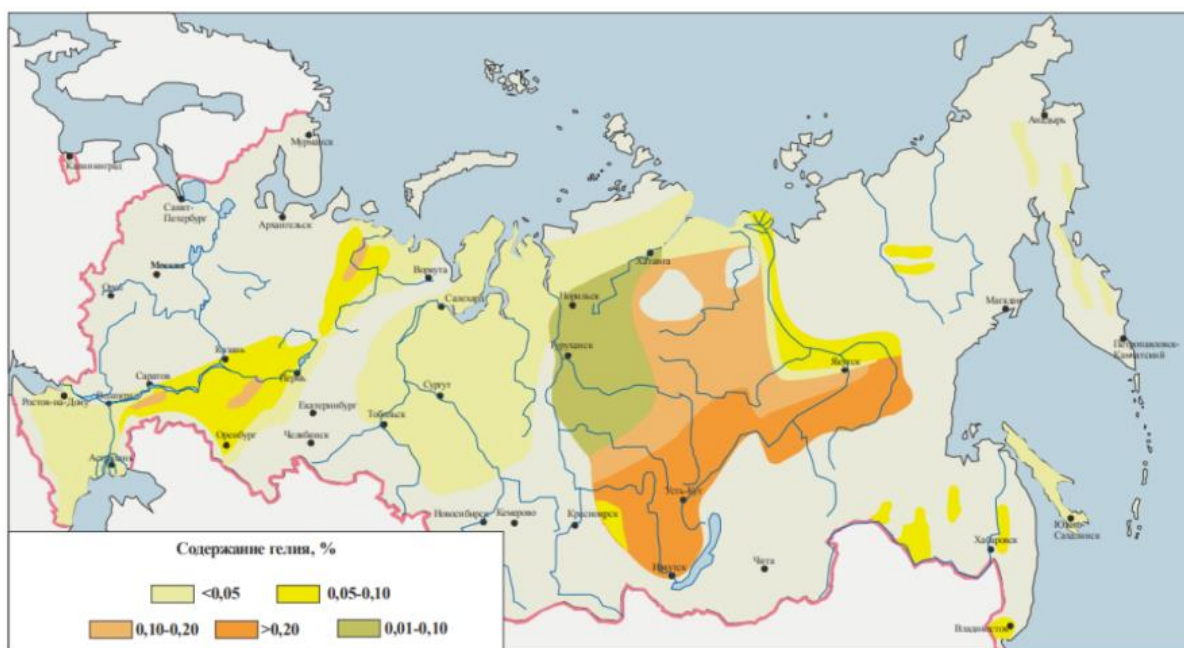 Анадырь
Мурманск
Калининград
Санкт-
Петербург
Архангельск
Хатанга
Москва
Воркута
Норильск
Орел
Салехард
Магадан
Петропавловск-
Камчатский
Казань
Туруханск
Якутск
Пермь
Саратов
Сургут
Ростов-на-Дону
Волгоград
Екатеринбург
Тобольск
Оренбург
Челябинск
Астрахань
Усть-Кут
Новосибирск
Кемерово
Красноярск
Южно-
Сахалинск
Хабаровск
Чита
Иркутск
Владивосток
Содержание гелия, %
<0,05
0,05-0,10
0,10-0,20
>0,20
0,01-0,10